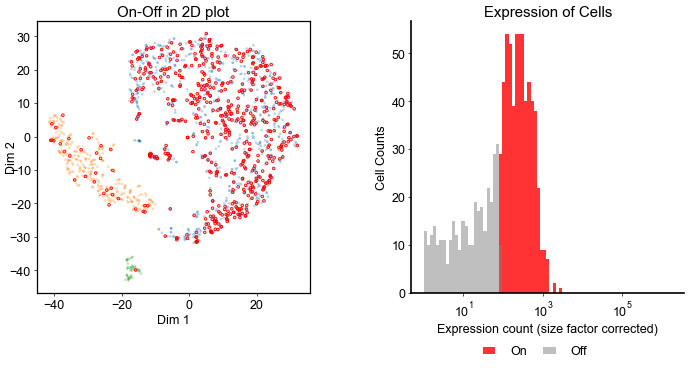 On-Off in 2D plot
30
20
10
0
−10
−20
−30
−40
Dim 2
−40
−20
0
20
Dim 1
Expression of Cells
50
40
30
20
10
0
Cell Counts
10^1
10^3
10^5
Expression count (size factor corrected)
On
Off